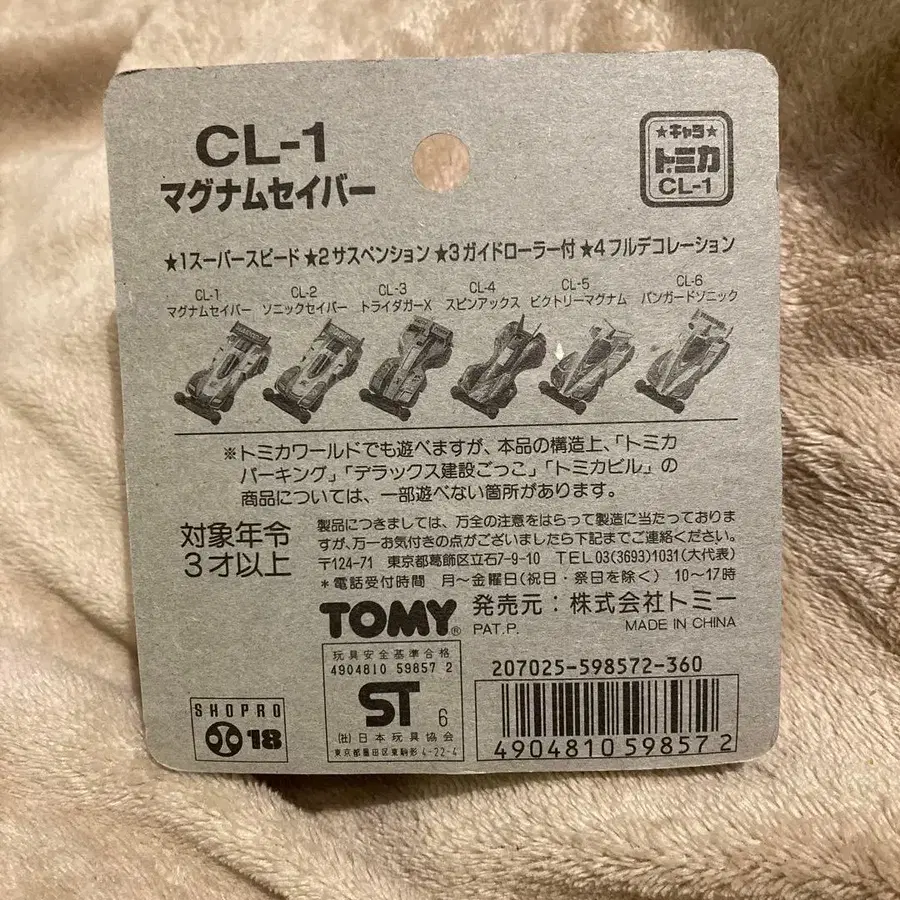 CL-1
マグナムセイバー
★キャラ★
トミカ
CL-1
★1スーパースピード★2サスペンション★3ガイドローラー付★4フルデコレーション
CL-1 CL-2 CL-3 CL-4 CL-5 CL-6
マグナムセイバー ソニックセイバー トライダガーX スピンアックス ビクトリーマグナム バンガードソニック
※トミカワールドでも遊べますが、本品の構造上、「トミカ
パーキング」「デラックス建設ごっこ」「トミカビル」の
商品については、一部遊べない箇所があります。
対象年令
3才以上
製品につきましては、万全の注意をはらって製造に当たっておりま
すが、万一お気付きの点がございましたら下記までご連絡ください。
〒124-71 東京都葛飾区立石7-9-10 TEL03(3693)1031(大代表)
*電話受付時間 月〜金曜日(祝日・祭日を除く) 10〜17時
TOMY®
発売元:株式会社トミー
PAT.P. MADE IN CHINA
玩具安全基準合格
4904810 59857 2
ST 6
(社)日本玩具協会
東京都墨田区東駒形4-22-4
SHOPRO
18
207025-598572-360
4904810 598572